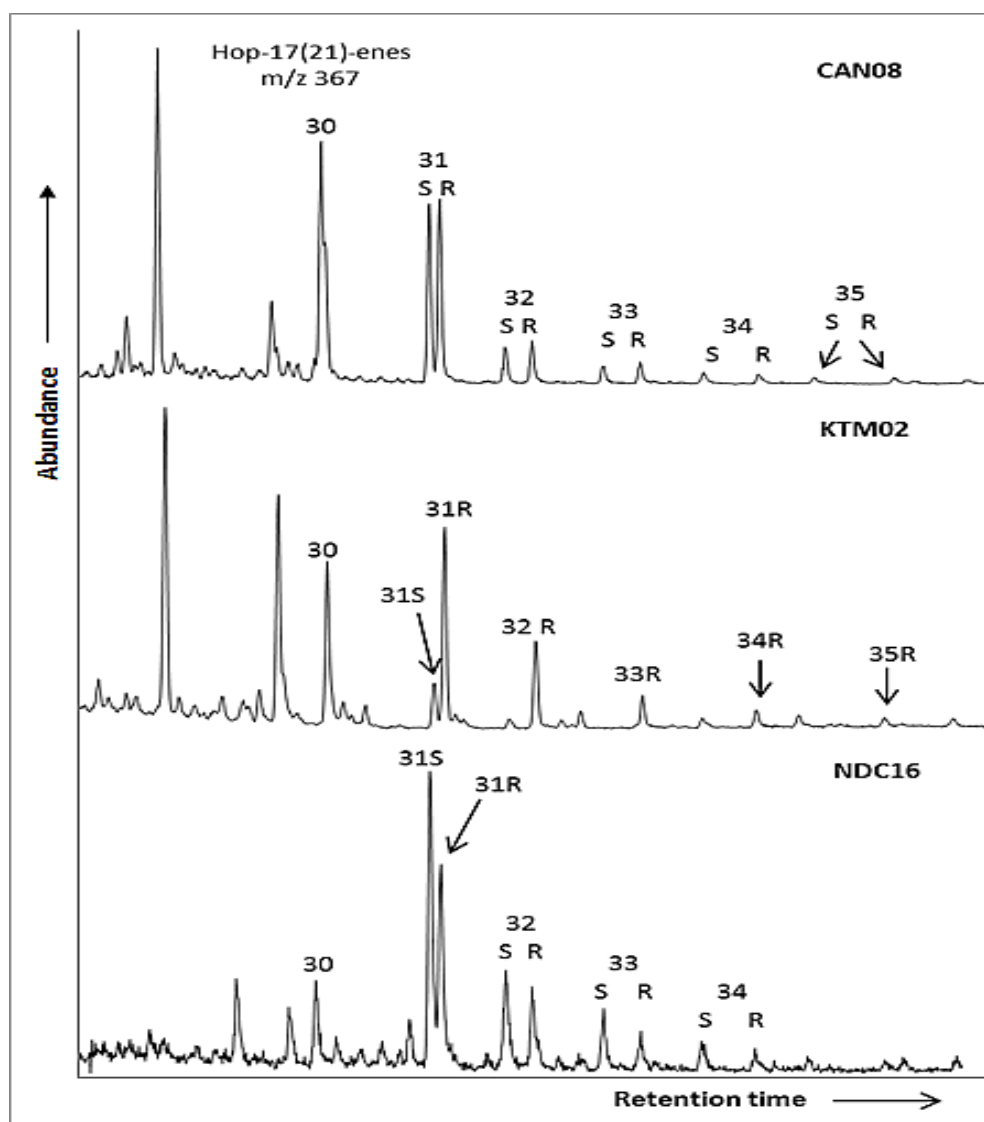 Hop-17(21)-enes
m/z 367
CAN08
30
31
S R
32
S R
33
S R
34
S R
35
S R
KTM02
30
31S
31R
32 R
33R
34R
35R
NDC16
30
31S
31R
32
S R
33
S R
34
S R
Abundance
Retention time